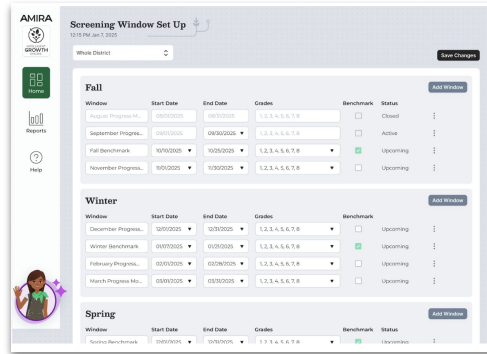 AMIRA
Screening Window Set Up
12:15 PM Jan 7, 2025
GROWTH
Whole District
Save Changes
Home
Reports
Help
Fall
Add Window
Window Start Date End Date Grades Benchmark Status
August Progress M... 08/01/2025 08/31/2025 1, 2, 3, 4, 5, 6, 7, 8 Closed
September Progres... 09/01/2025 09/30/2025 1, 2, 3, 4, 5, 6, 7, 8 Active
Fall Benchmark 10/10/2025 10/25/2025 1, 2, 3, 4, 5, 6, 7, 8 Upcoming
November Progres... 11/01/2025 11/30/2025 1, 2, 3, 4, 5, 6, 7, 8 Upcoming
Winter
Add Window
Window Start Date End Date Grades Benchmark
December Progress... 12/01/2025 12/31/2025 1, 2, 3, 4, 5, 6, 7, 8 Upcoming
Winter Benchmark 01/07/2025 01/21/2025 1, 2, 3, 4, 5, 6, 7, 8 Upcoming
February Progress... 02/01/2025 02/28/2025 1, 2, 3, 4, 5, 6, 7, 8 Upcoming
March Progress Mo... 03/01/2025 03/31/2025 1, 2, 3, 4, 5, 6, 7, 8 Upcoming
Spring
Add Window
Window Start Date End Date Grades Benchmark Status
Spring Benchmark 12/01/2025 12/31/2025 1, 2, 3, 4, 5, 6, 7, 8 Upcoming